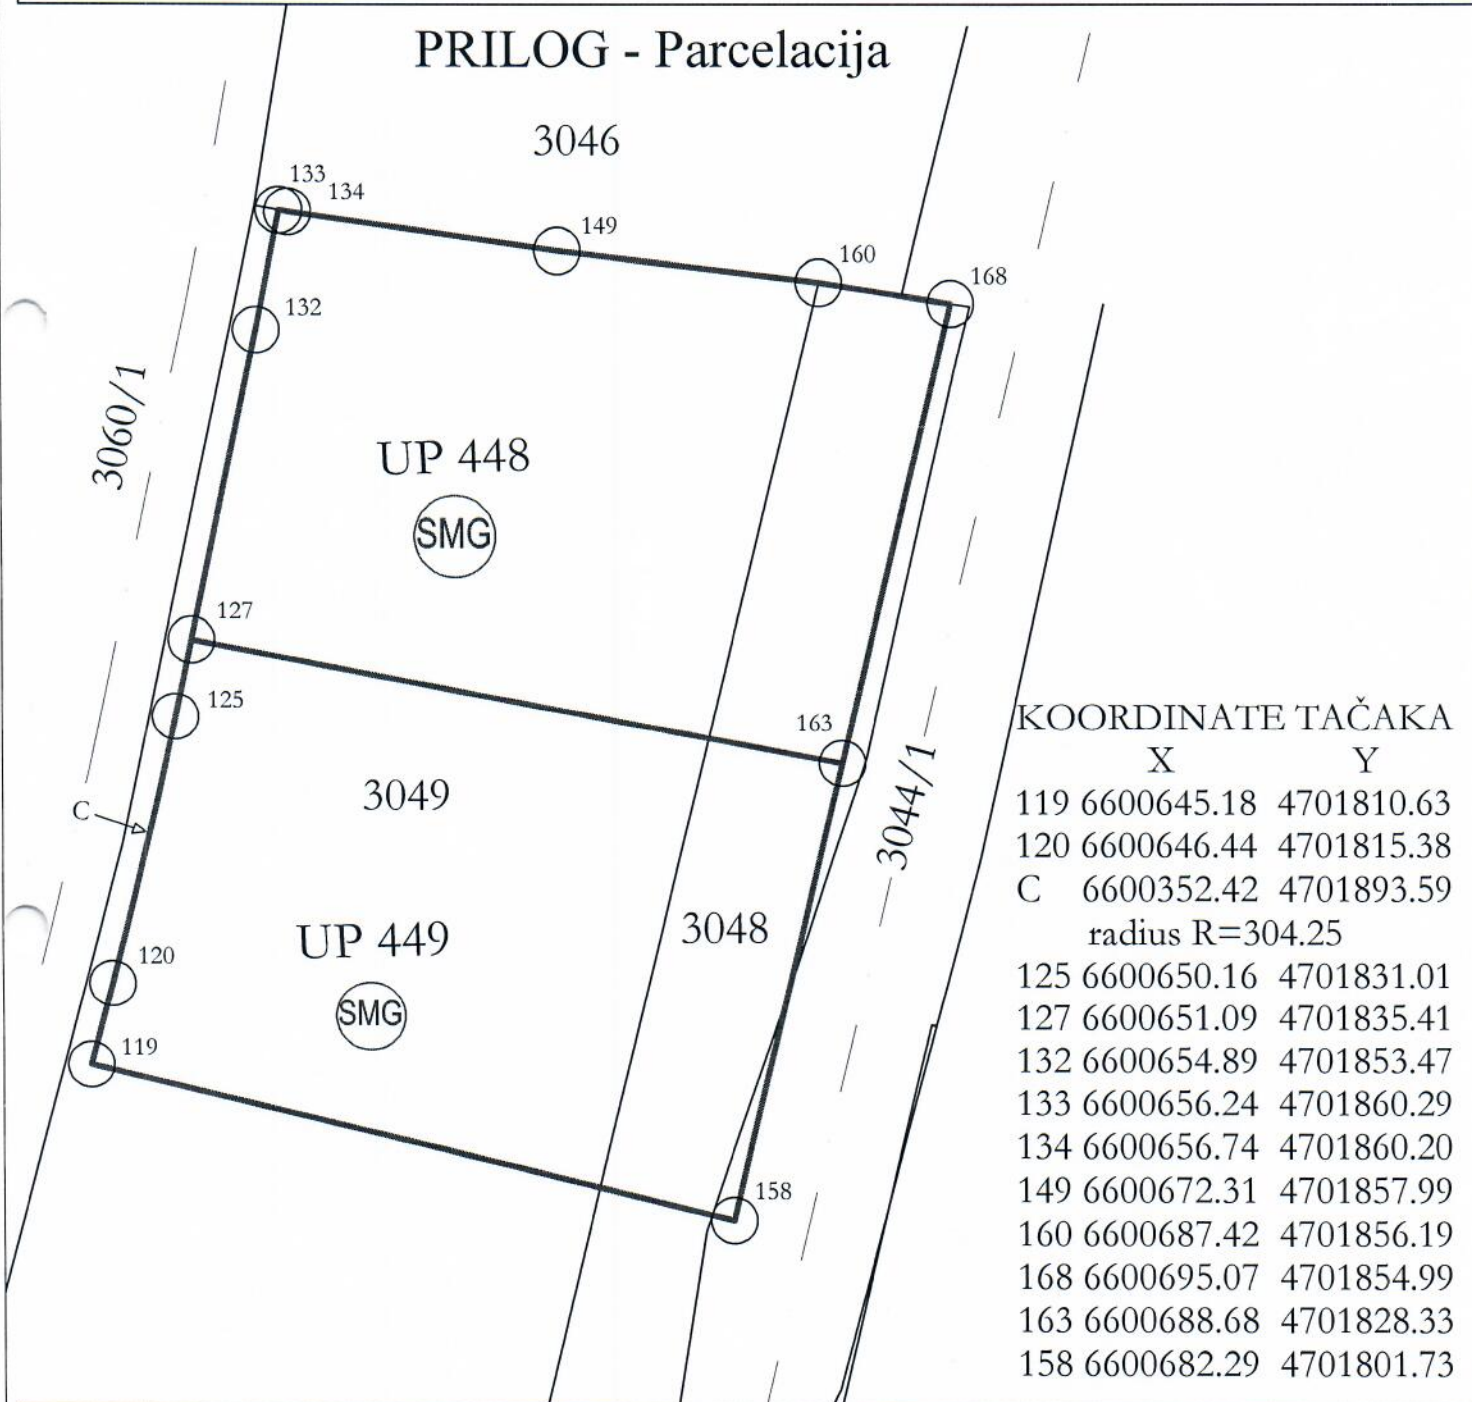 PRILOG - Parcelacija
3046
133
134
149
160
168
132
3060/1
UP 448
SMG
127
125
163
3049
C
3044/1
UP 449
SMG
3048
120
119
158
KOORDINATE TAČAKA
X Y
119 6600645.18 4701810.63
120 6600646.44 4701815.38
C 6600352.42 4701893.59
radius R=304.25
125 6600650.16 4701831.01
127 6600651.09 4701835.41
132 6600654.89 4701853.47
133 6600656.24 4701860.29
134 6600656.74 4701860.20
149 6600672.31 4701857.99
160 6600687.42 4701856.19
168 6600695.07 4701854.99
163 6600688.68 4701828.33
158 6600682.29 4701801.73